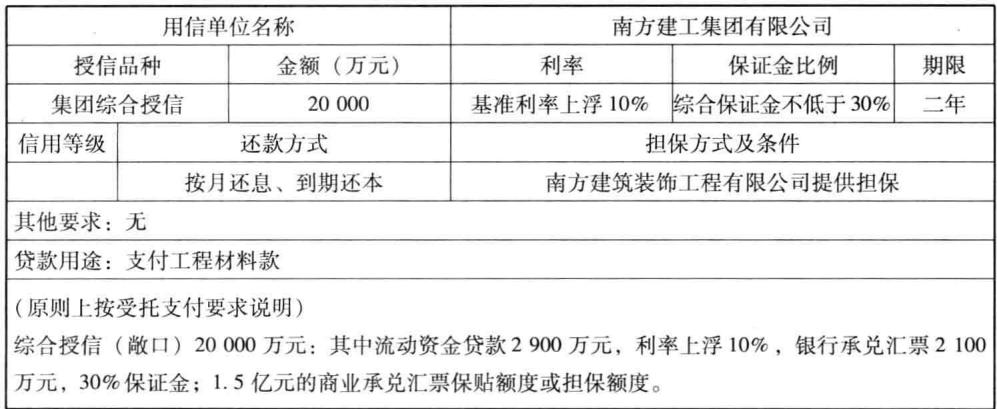 用信单位名称 南方建工集团有限公司
授信品种 金额（万元） 利率 保证金比例 期限
集团综合授信 20 000 基准利率上浮 10% 综合保证金不低于 30% 二年
信用等级 还款方式 担保方式及条件
按月还息、到期还本 南方建筑装饰工程有限公司提供担保
其他要求：无
贷款用途：支付工程材料款
（原则上按受托支付要求说明）
综合授信（敞口）20 000 万元：其中流动资金贷款 2 900 万元，利率上浮 10%，银行承兑汇票 2 100
万元，30% 保证金；1.5 亿元的商业承兑汇票保贴额度或担保额度。